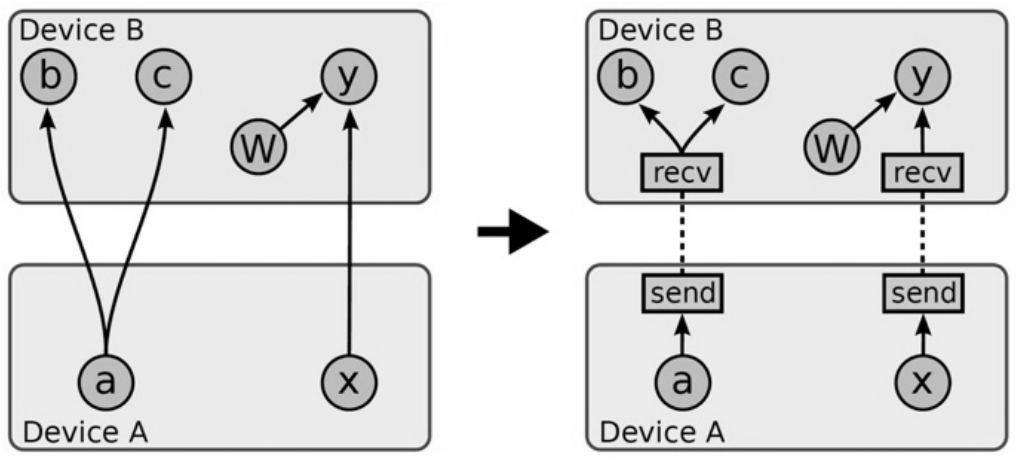 Device B
b c y
W
a x
Device A
Device B
b c y
W
recv recv
send send
a x
Device A